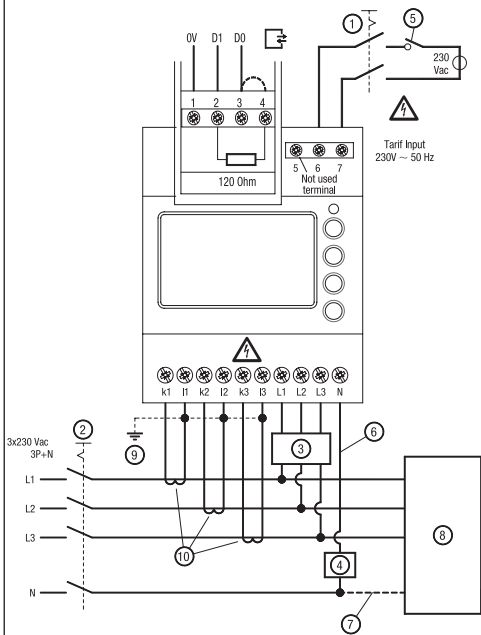 0V D1 D0
1
5
230
Vac
1 2 3 4
120 Ohm
5 6 7
Not used
terminal
Tarif Input
230V ~ 50 Hz
k1 l1 k2 l2 k3 l3 L1 L2 L3 N
3x230 Vac
3P+N
2
9
3
6
L1
L2
L3
10
8
4
N
7